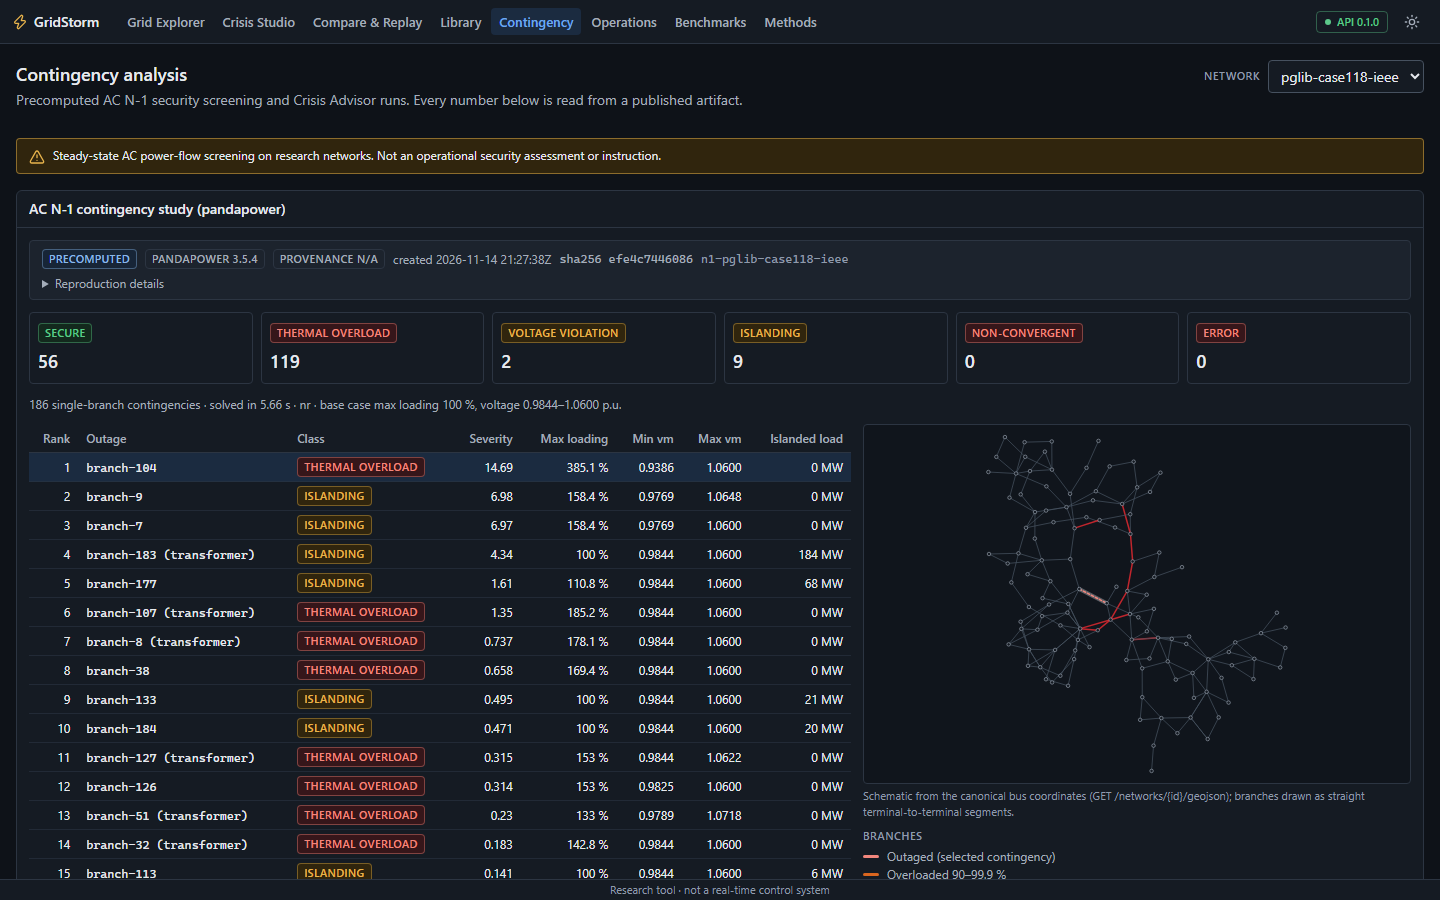 GridStorm Grid Explorer Crisis Studio Compare & Replay Library Contingency Operations Benchmarks Methods API 0.1.0
Contingency analysis
NETWORK pglib-case118-ieee
Precomputed AC N-1 security screening and Crisis Advisor runs. Every number below is read from a published artifact.
Steady-state AC power-flow screening on research networks. Not an operational security assessment or instruction.
AC N-1 contingency study (pandapower)
PRECOMPUTED PANDAPOWER 3.5.4 PROVENANCE N/A created 2026-11-14 21:27:38Z sha256 efe4c7446086 n1-pglib-case118-ieee
Reproduction details
SECURE THERMAL OVERLOAD VOLTAGE VIOLATION ISLANDING NON-CONVERGENT ERROR
56 119 2 9 0 0
186 single-branch contingencies · solved in 5.66 s · nr · base case max loading 100 %, voltage 0.9844–1.0600 p.u.
Rank Outage Class Severity Max loading Min vm Max vm Islanded load
1 branch-104 THERMAL OVERLOAD 14.69 385.1 % 0.9386 1.0600 0 MW
2 branch-9 ISLANDING 6.98 158.4 % 0.9769 1.0648 0 MW
3 branch-7 ISLANDING 6.97 158.4 % 0.9769 1.0600 0 MW
4 branch-183 (transformer) ISLANDING 4.34 100 % 0.9844 1.0600 184 MW
5 branch-177 ISLANDING 1.61 110.8 % 0.9844 1.0600 68 MW
6 branch-107 (transformer) THERMAL OVERLOAD 1.35 185.2 % 0.9844 1.0600 0 MW
7 branch-8 (transformer) THERMAL OVERLOAD 0.737 178.1 % 0.9844 1.0600 0 MW
8 branch-38 THERMAL OVERLOAD 0.658 169.4 % 0.9844 1.0600 0 MW
9 branch-133 ISLANDING 0.495 100 % 0.9844 1.0600 21 MW
10 branch-184 ISLANDING 0.471 100 % 0.9844 1.0600 20 MW
11 branch-127 (transformer) THERMAL OVERLOAD 0.315 153 % 0.9844 1.0622 0 MW
12 branch-126 THERMAL OVERLOAD 0.314 153 % 0.9825 1.0600 0 MW
13 branch-51 (transformer) THERMAL OVERLOAD 0.23 133 % 0.9789 1.0718 0 MW
14 branch-32 (transformer) THERMAL OVERLOAD 0.183 142.8 % 0.9844 1.0600 0 MW
15 branch-113 ISLANDING 0.141 100 % 0.9844 1.0600 6 MW
Schematic from the canonical bus coordinates (GET /networks/{id}/geojson); branches drawn as straight
terminal-to-terminal segments.
BRANCHES
Outaged (selected contingency)
Overloaded 90–99.9 %
Research tool · not a real-time control system